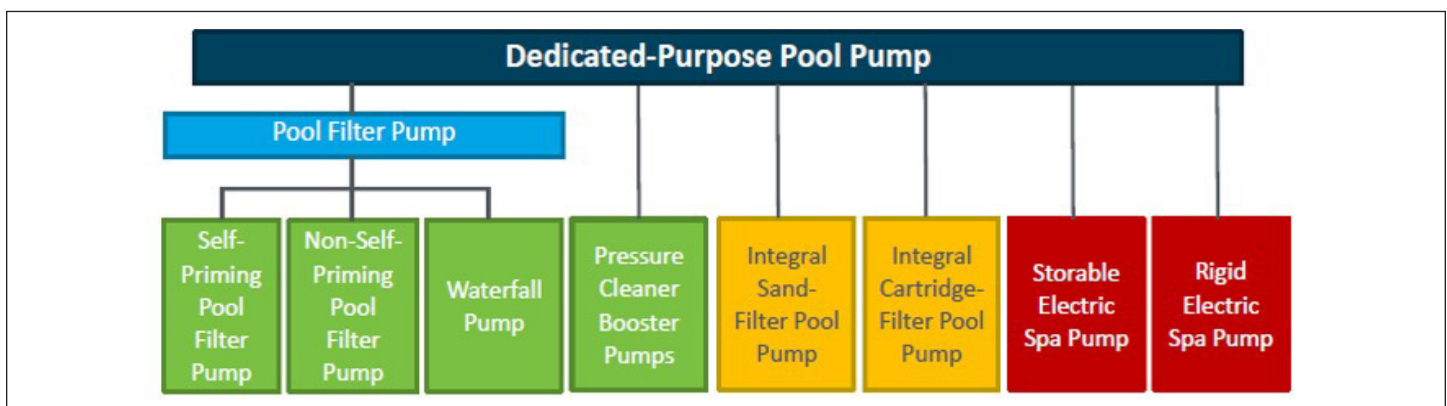 Dedicated-Purpose Pool Pump
Pool Filter Pump
Self-
Priming
Pool
Filter
Pump
Non-Self-
Priming
Pool
Filter
Pump
Waterfall
Pump
Pressure
Cleaner
Booster
Pumps
Integral
Sand-
Filter Pool
Pump
Integral
Cartridge-
Filter Pool
Pump
Storable
Electric
Spa Pump
Rigid
Electric
Spa Pump